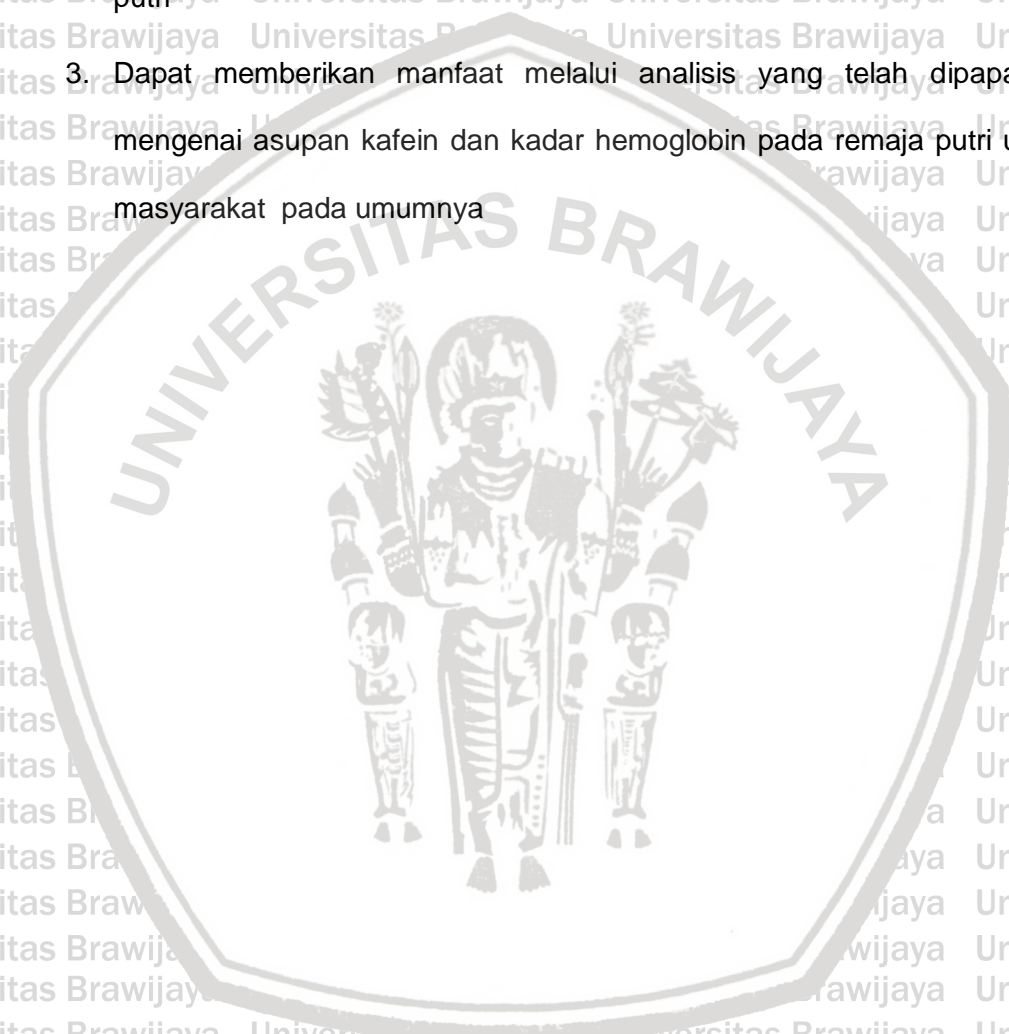 putri
3. Dapat memberikan manfaat melalui analisis yang telah
mengenai asupan kafein dan kadar hemoglobin pada remaja putri
masyarakat pada umumnya
UNIVERSITAS BRAWIJAYA